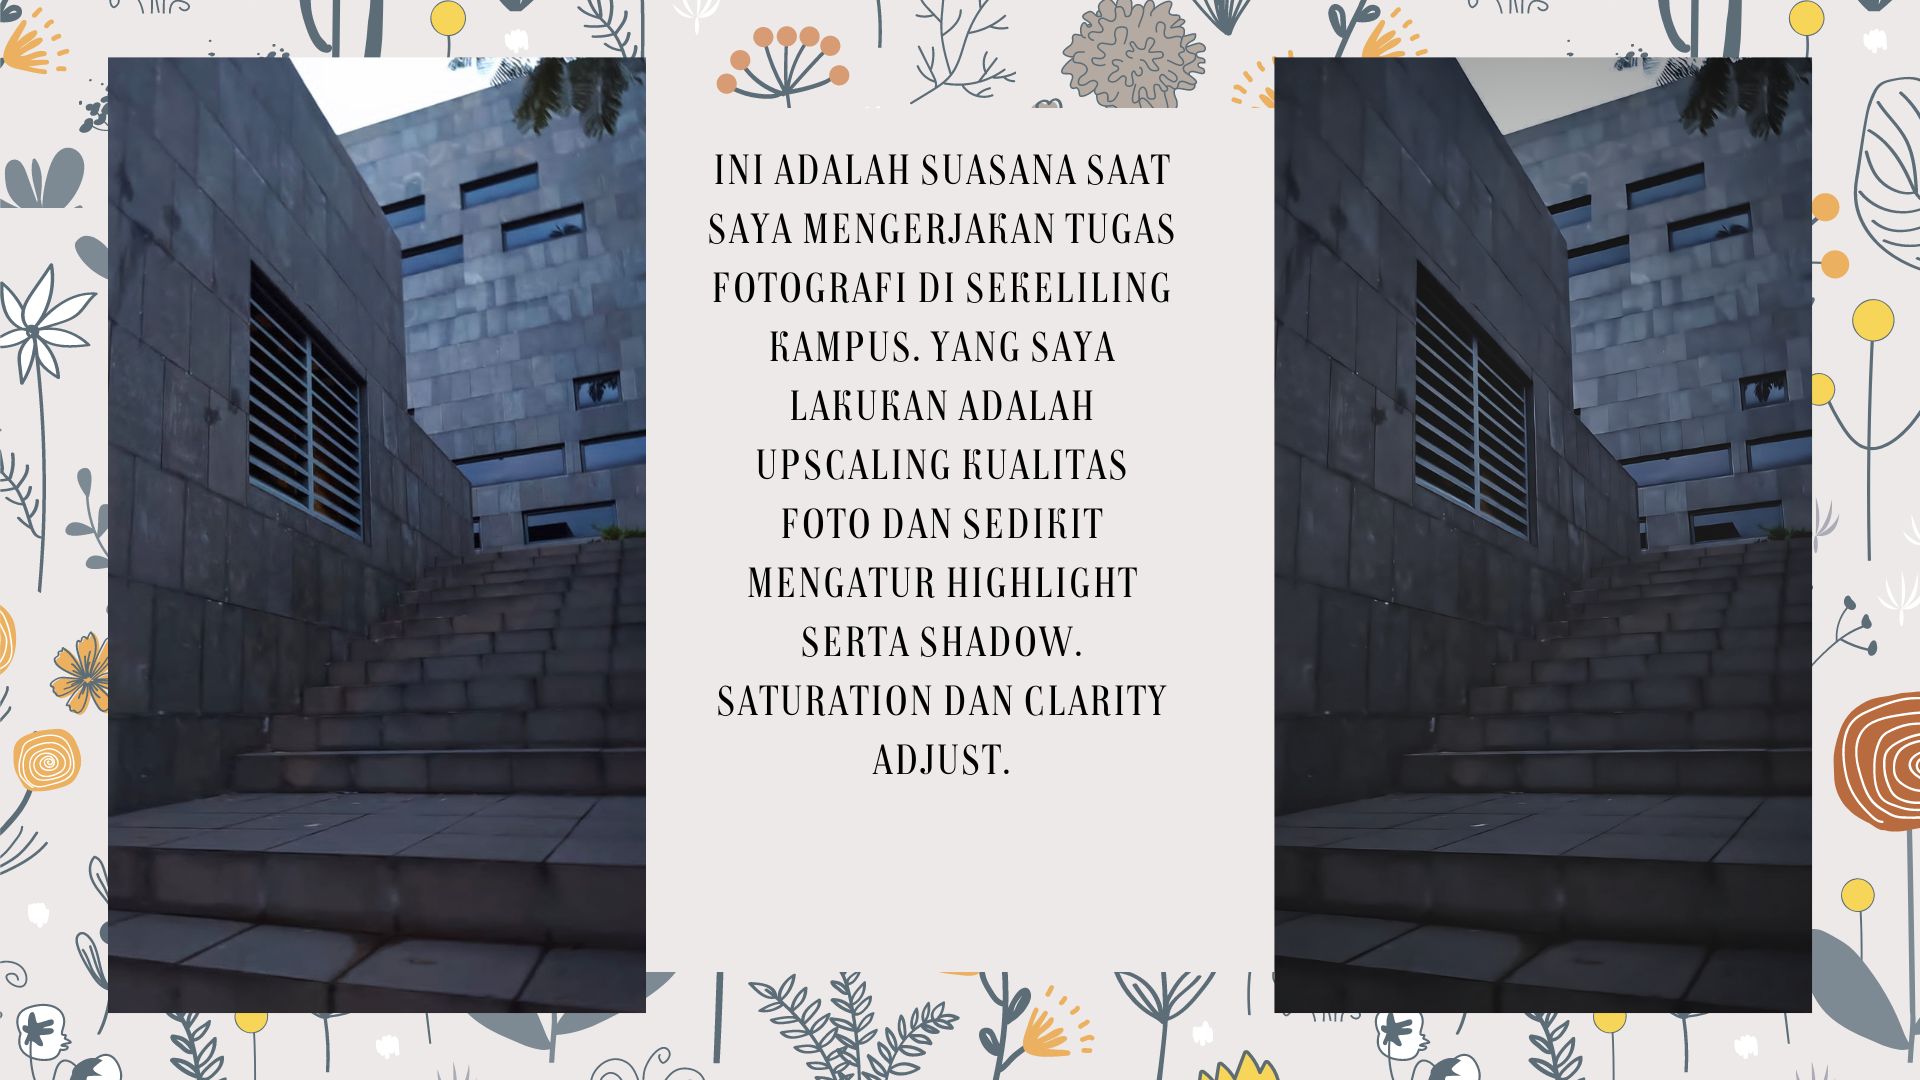 INI ADALAH SUASANA SAAT
SAYA MENGERJAKAN TUGAS
FOTOGRAFI DI SEKELILING
KAMPUS. YANG SAYA
LAKUKAN ADALAH
UPSCALING KUALITAS
FOTO DAN SEDIKIT
MENGATUR HIGHLIGHT
SERTA SHADOW.
SATURATION DAN CLARITY
ADJUST.